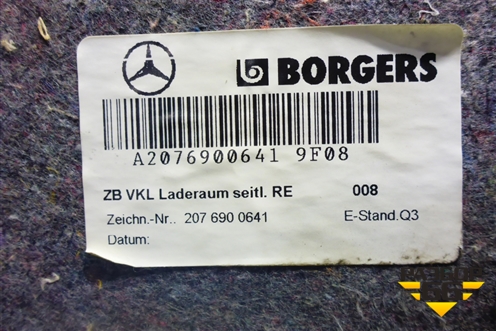 BORGERS
A2076900641 9F08
ZB VKL Laderaum seitl. RE 008
Zeichn.-Nr.. 207 690 0641 E-Stand.Q3
Datum: